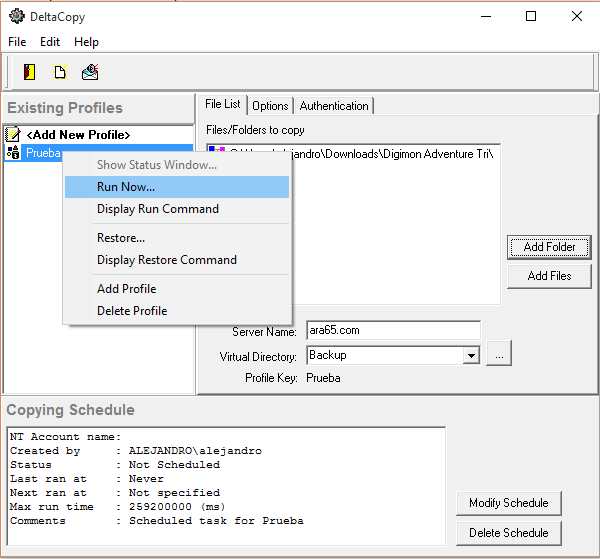 DeltaCopy
File Edit Help
Existing Profiles
<Add New Profile>
Prueba
Show Status Window...
Run Now...
Display Run Command
Restore...
Display Restore Command
Add Profile
Delete Profile
File List Options Authentication
Files/Folders to copy
\Downloads\Digimon Adventure Tri\
Add Folder
Add Files
Server Name: ara65.com
Virtual Directory: Backup
...
Profile Key: Prueba
Copying Schedule
NT Account name:
Created by : ALEJANDRO\alejandro
Status : Not Scheduled
Last ran at : Never
Next ran at : Not specified
Max run time : 259200000 (ms)
Comments : Scheduled task for Prueba
Modify Schedule
Delete Schedule